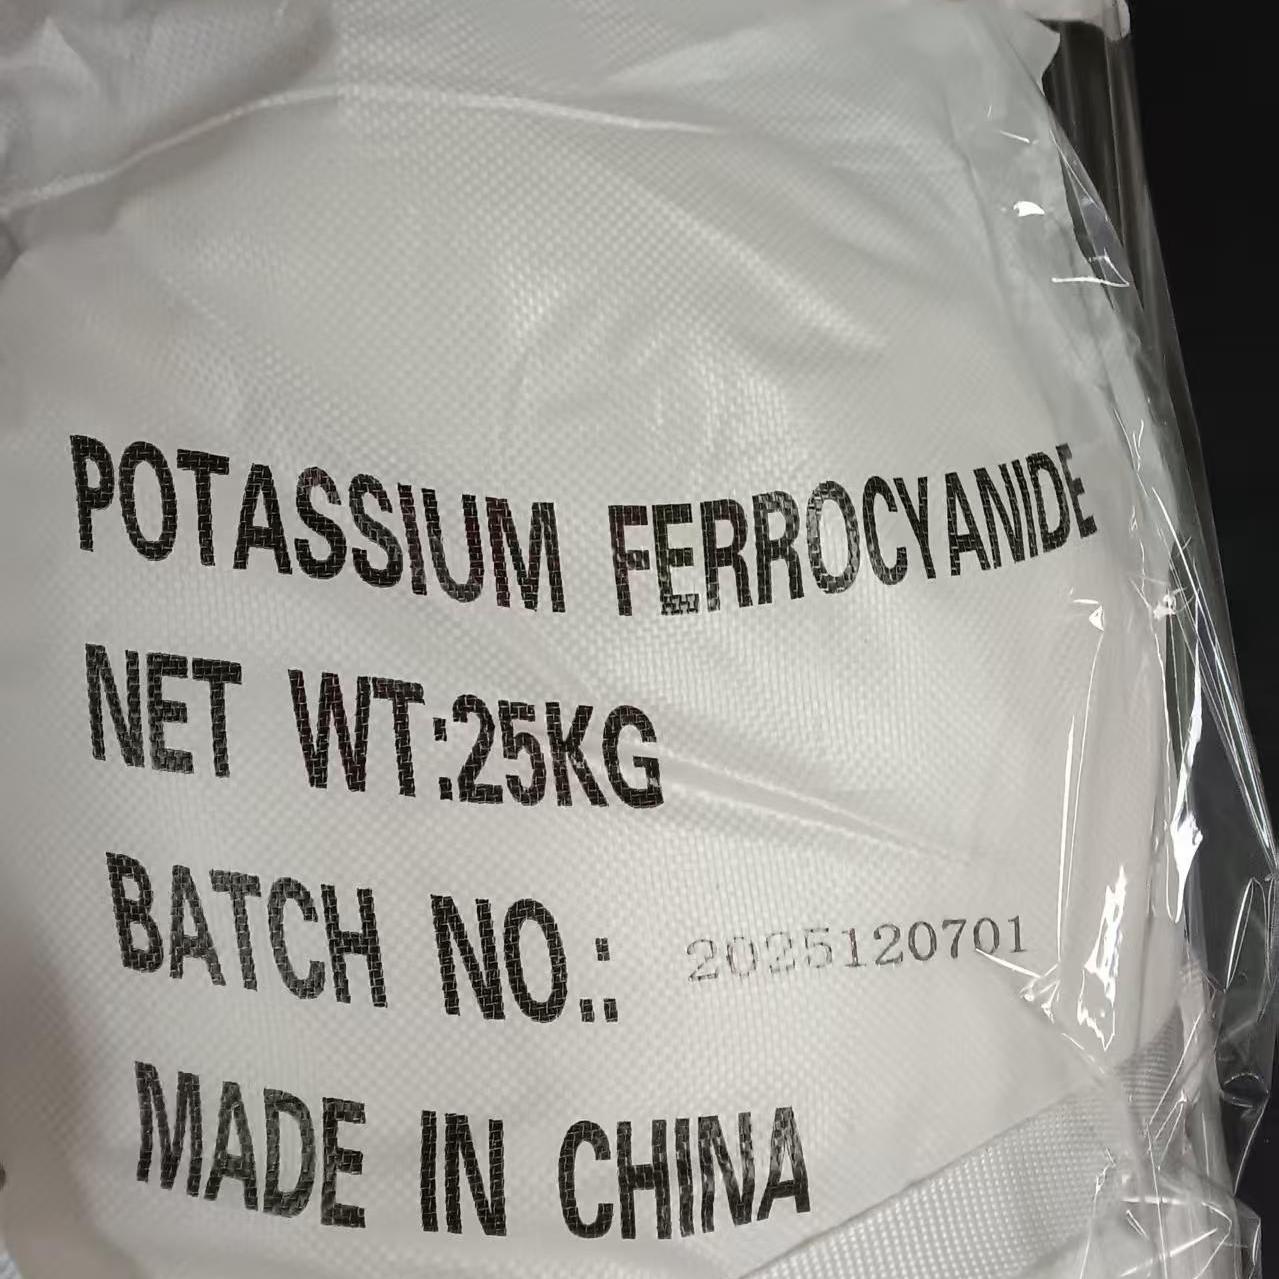 POTASSIUM FERROCYANIDE
NET WT:25KG
BATCH NO.: 2025120701
MADE IN CHINA